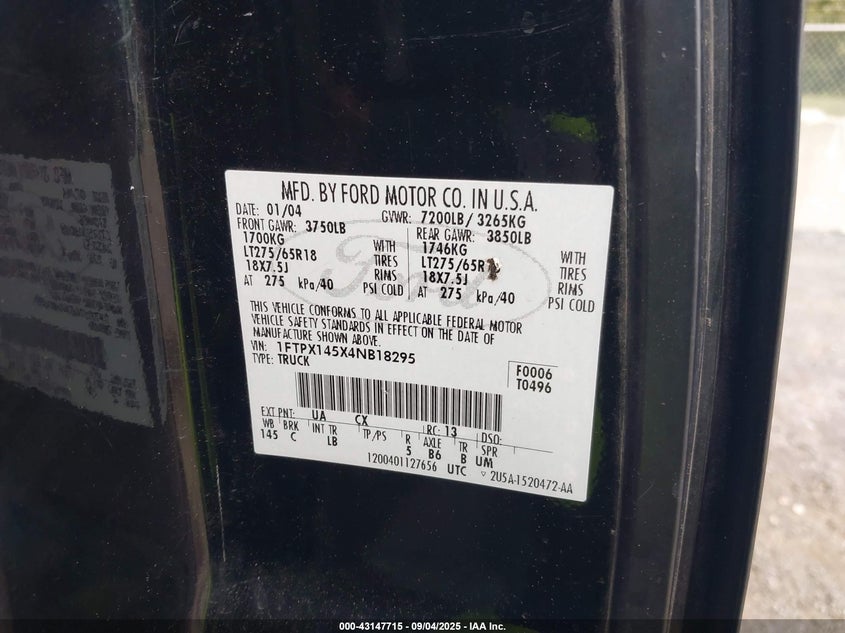 MFD. BY FORD MOTOR CO. IN U.S.A.
DATE: 01/04 GVWR: 7200LB/ 3265KG
FRONT GAWR: 3750LB REAR GAWR: 3850LB
1700KG WITH 1746KG WITH
LT275/65R18 TIRES LT275/65R TIRES
18X7.5J RIMS 18X7.5J RIMS
AT 275 kPa/40 PSI COLD AT 275 kPa/40 PSI COLD
Ford
THIS VEHICLE CONFORMS TO ALL APPLICABLE FEDERAL MOTOR
VEHICLE SAFETY STANDARDS IN EFFECT ON THE DATE OF
MANUFACTURE SHOWN ABOVE.
VIN: 1FTPX145X4NB18295
TYPE: TRUCK
F0006
T0496
EXT PNT: UA CX RC: 13 DSO:
WB BRK INT TR TP/PS R AXLE TR SPR
145 C LB 5 B6 B UM
1200401127656 UTC ▽ 2U5A-1520472-AA
000-43147715 - 09/04/2025 - IAA Inc.